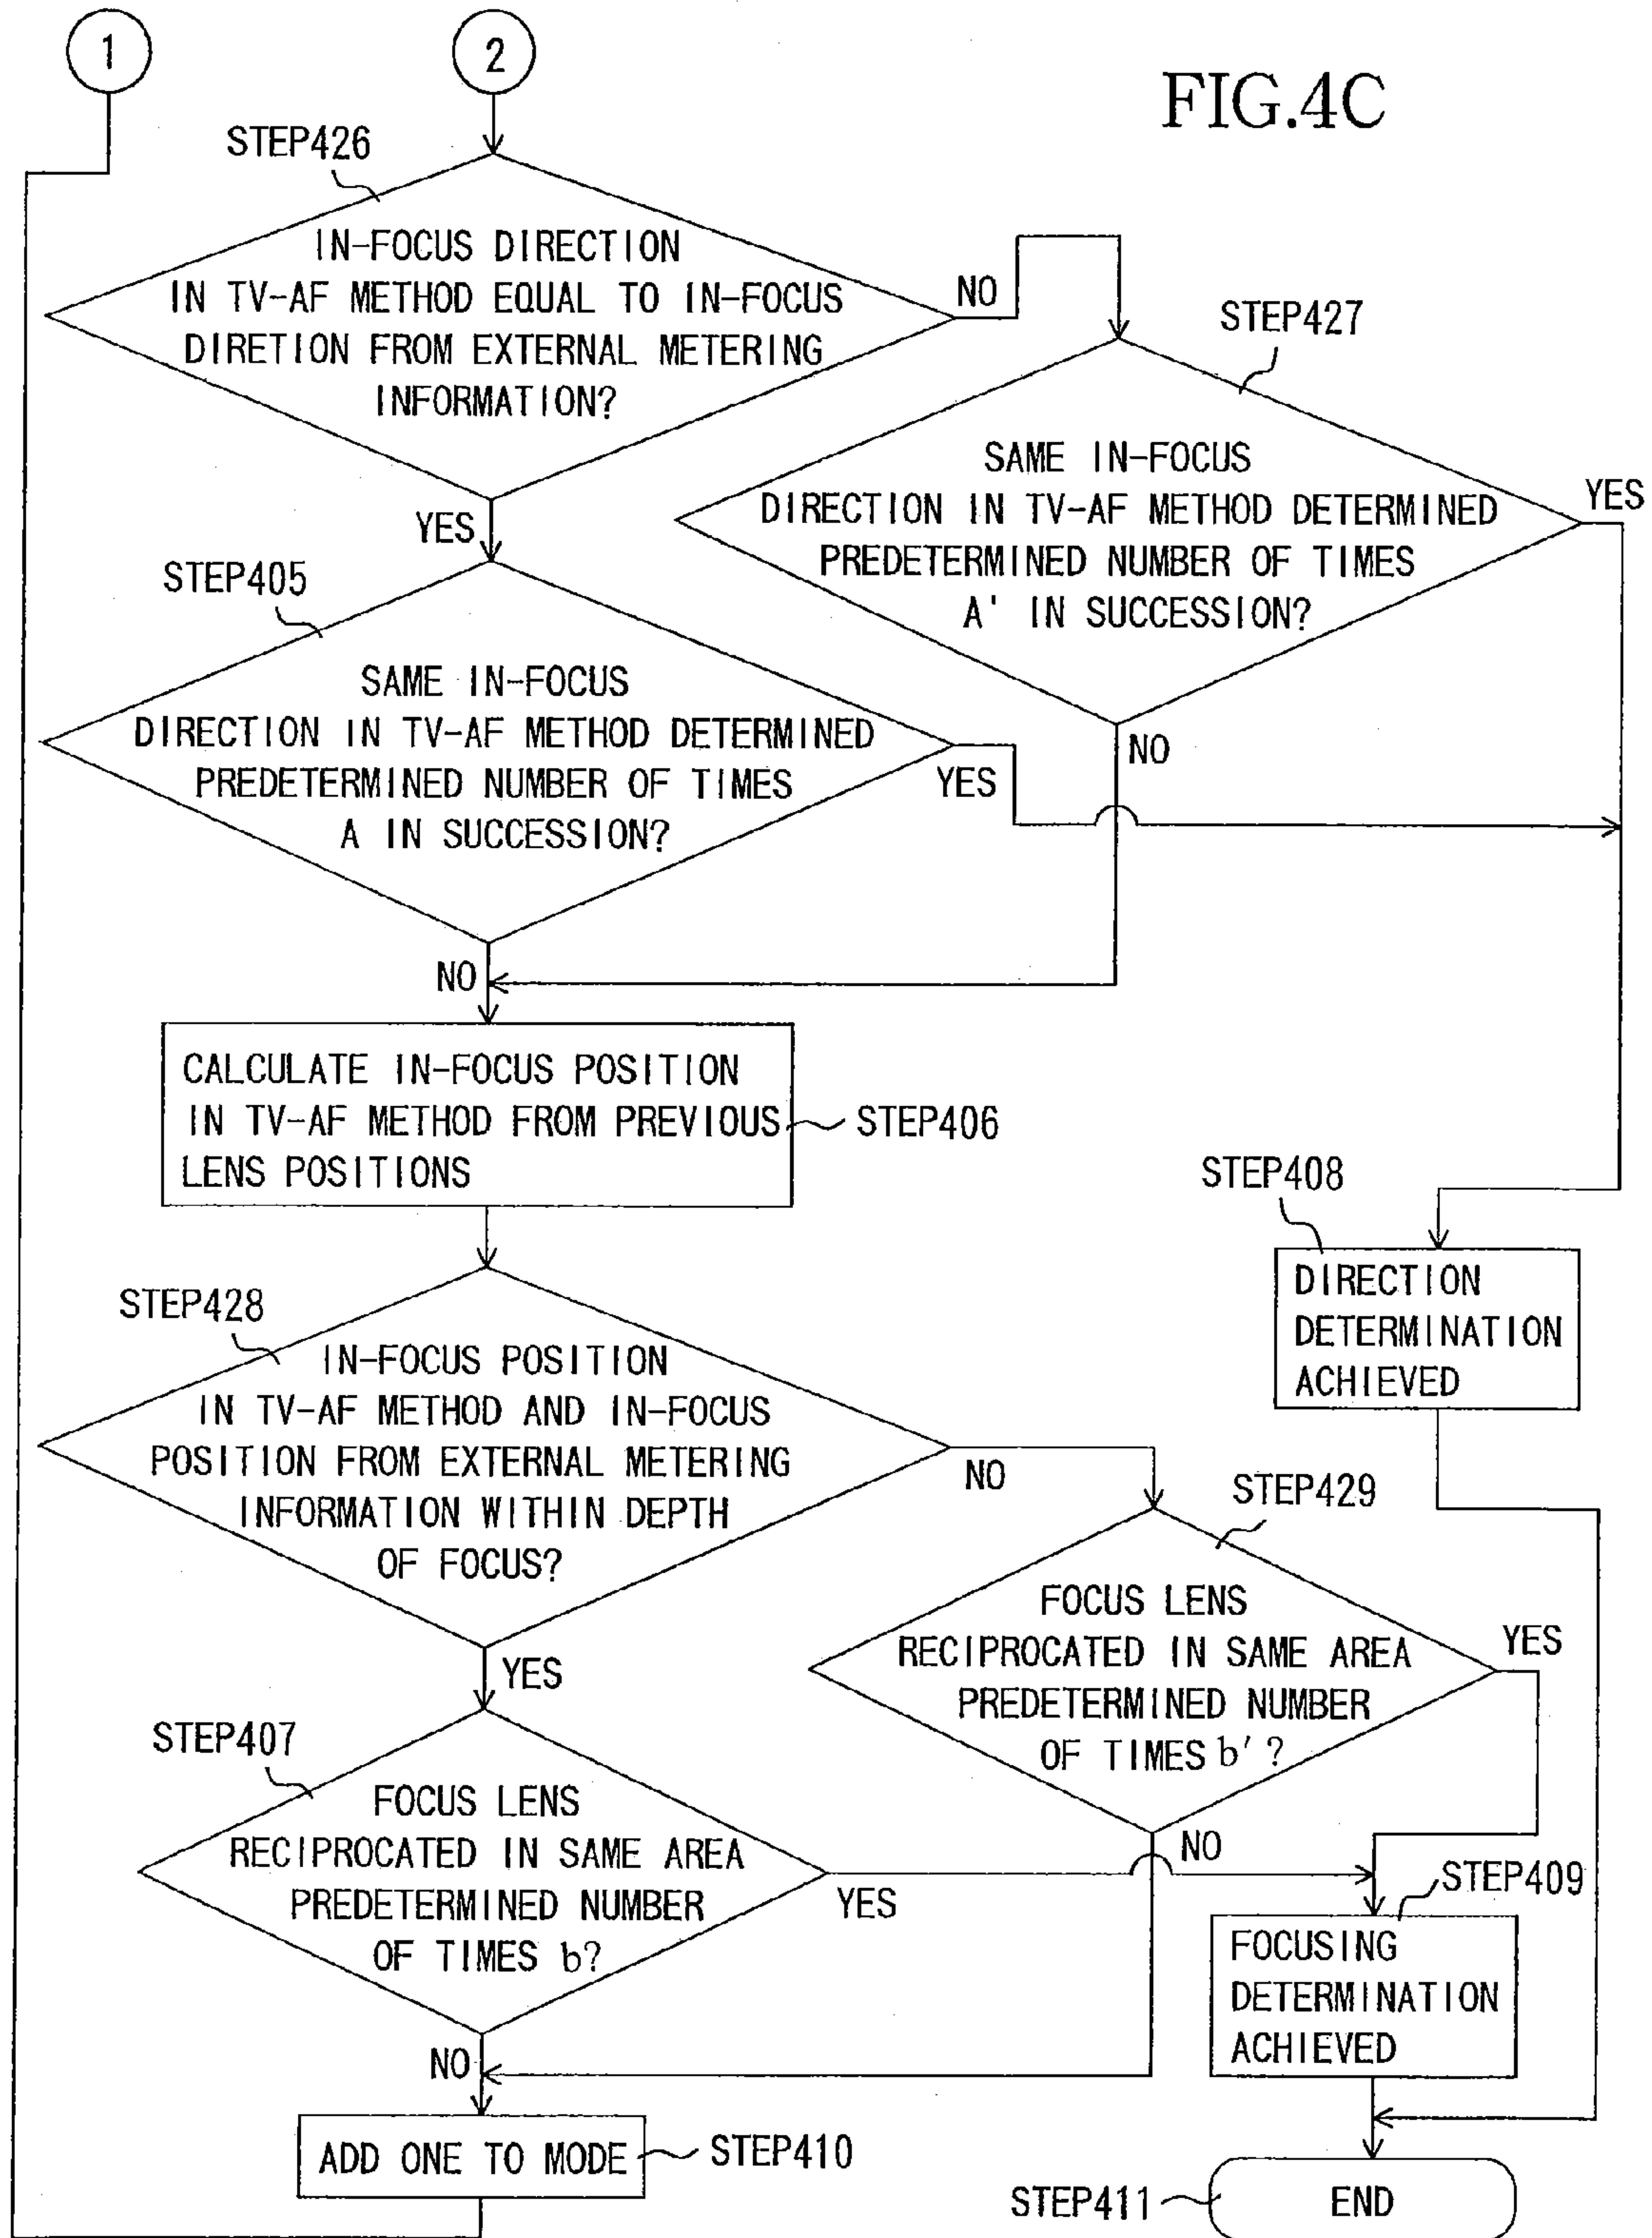 1
2
FIG.4C
STEP426
IN-FOCUS DIRECTION
IN TV-AF METHOD EQUAL TO IN-FOCUS
DIRETION FROM EXTERNAL METERING
INFORMATION?
NO
YES
STEP427
SAME IN-FOCUS
DIRECTION IN TV-AF METHOD DETERMINED
PREDETERMINED NUMBER OF TIMES
A' IN SUCCESSION?
YES
NO
STEP405
SAME IN-FOCUS
DIRECTION IN TV-AF METHOD DETERMINED
PREDETERMINED NUMBER OF TIMES
A IN SUCCESSION?
YES
NO
CALCULATE IN-FOCUS POSITION
IN TV-AF METHOD FROM PREVIOUS
LENS POSITIONS
STEP406
STEP408
DIRECTION
DETERMINATION
ACHIEVED
STEP428
IN-FOCUS POSITION
IN TV-AF METHOD AND IN-FOCUS
POSITION FROM EXTERNAL METERING
INFORMATION WITHIN DEPTH
OF FOCUS?
NO
YES
STEP429
FOCUS LENS
RECIPROCATED IN SAME AREA
PREDETERMINED NUMBER
OF TIMES b'?
YES
NO
STEP407
FOCUS LENS
RECIPROCATED IN SAME AREA
PREDETERMINED NUMBER
OF TIMES b?
YES
NO
STEP409
FOCUSING
DETERMINATION
ACHIEVED
ADD ONE TO MODE
STEP410
STEP411
END